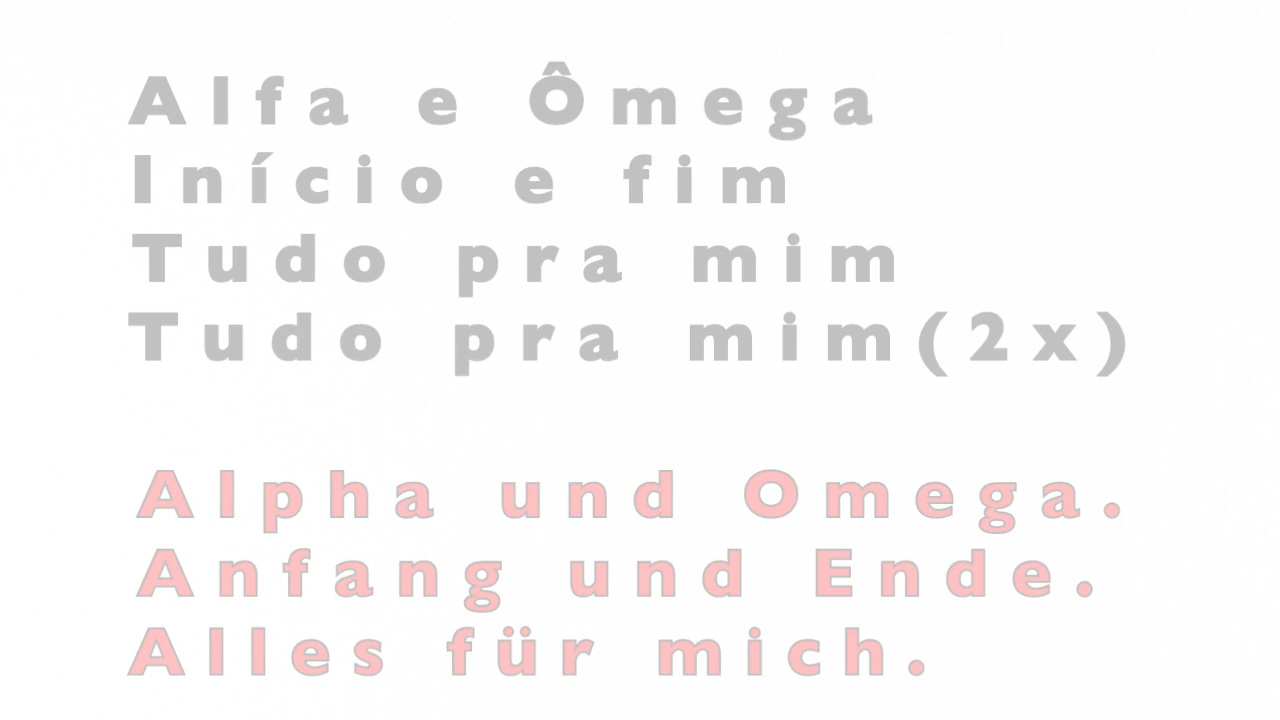 Alfa e Ômega
Início e fim
Tudo pra mim
Tudo pra mim(2x)
Alpha und Omega.
Anfang und Ende.
Alles für mich.